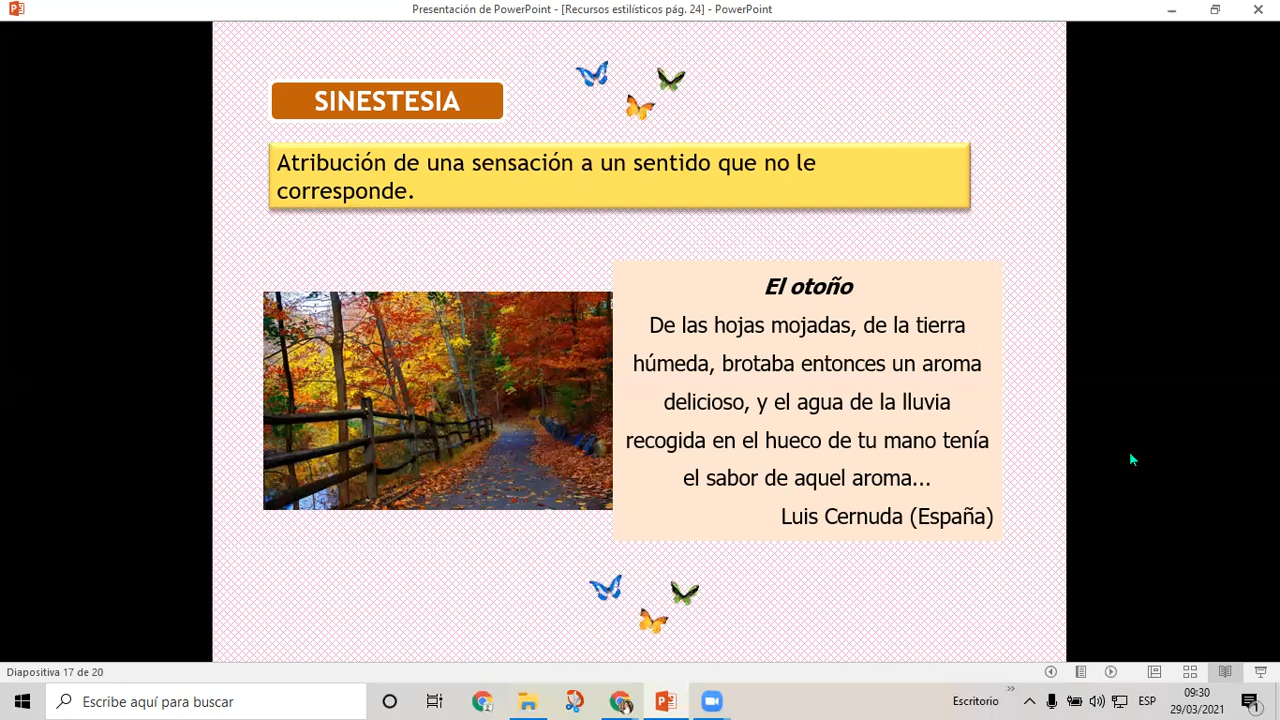 Presentación de PowerPoint - [Recursos estilísticos pág. 24] - PowerPoint
SINESTESIA
Atribución de una sensación a un sentido que no le
corresponde.
El otoño
De las hojas mojadas, de la tierra
húmeda, brotaba entonces un aroma
delicioso, y el agua de la lluvia
recogida en el hueco de tu mano tenía
el sabor de aquel aroma...
Luis Cernuda (España)
Diapositiva 17 de 20
Escribe aquí para buscar
Escritorio
ESP
09:30
29/03/2021